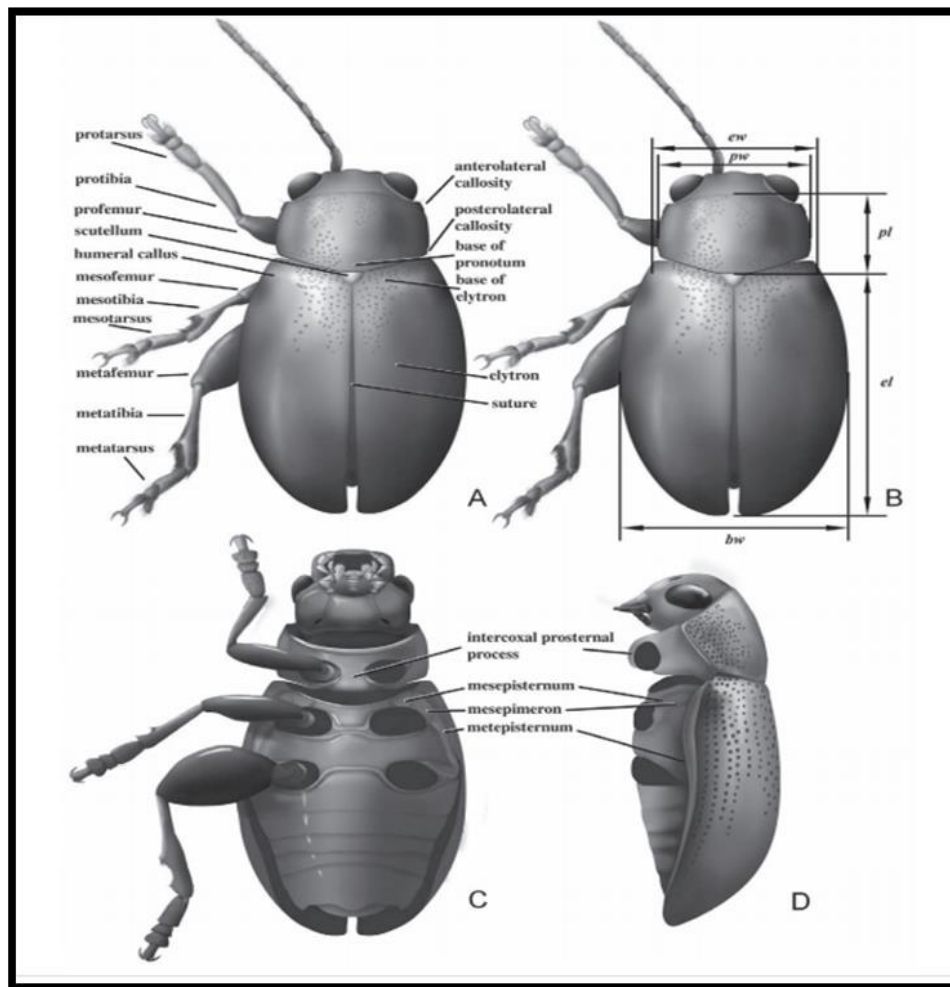 protarsus
protibia
profemur
scutellum
humeral callus
mesofemur
mesotibia
mesotarsus
metafemur
metatibia
metatarsus
anterolateral
callosity
posterolateral
callosity
base of
pronotum
base of
elytron
elytron
suture
A
ew
pw
pl
el
bw
B
intercoxal prosternal
process
mesepisternum
mesepimeron
metepisternum
C
D